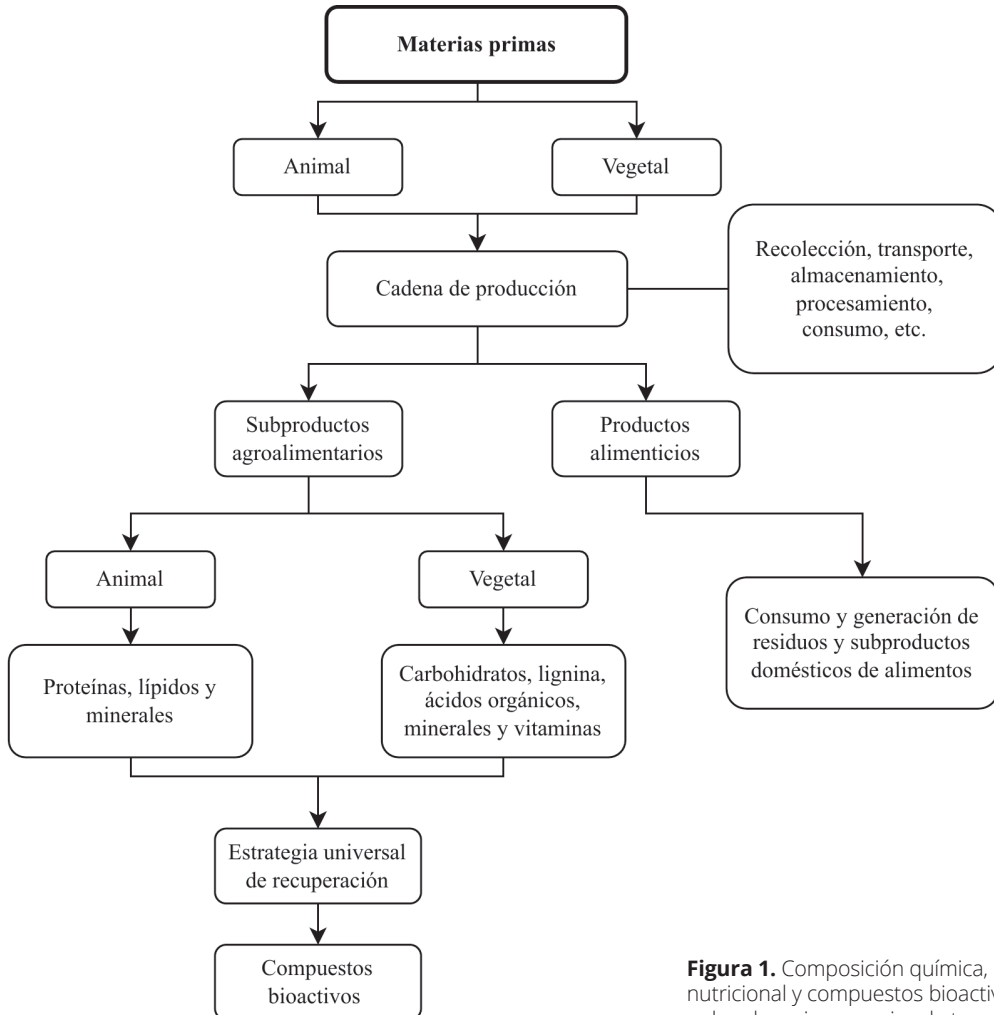 Materias primas
Animal
Vegetal
Recolección, transporte,
almacenamiento,
procesamiento,
consumo, etc.
Cadena de producción
Subproductos
agroalimentarios
Productos
alimenticios
Animal
Vegetal
Consumo y generación de
residuos y subproductos
domésticos de alimentos
Proteínas, lípidos y
minerales
Carbohidratos, lignina,
ácidos orgánicos,
minerales y vitaminas
Estrategia universal
de recuperación
Compuestos
bioactivos
Figura 1. Composición química,
nutricional y compuestos